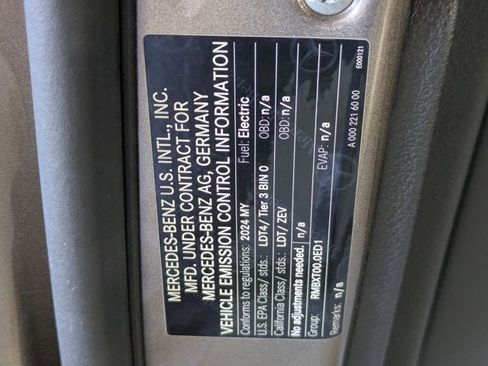 MERCEDES-BENZ U.S. INTL., INC.
MFD. UNDER CONTRACT FOR
MERCEDES-BENZ AG, GERMANY
VEHICLE EMISSION CONTROL INFORMATION
Conforms to regulations: 2024 MY Fuel: Electric
U.S. EPA Class/ stds.: LDT4/ Tier 3 BIN 0 OBD: n/a
California Class/ stds.: LDT/ ZEV OBD: n/a
No adjustments needed. n/a
Group: RMBXT00.0ED1 EVAP: n/a
Remarks: n/a
A 000 221 60 00
E000121